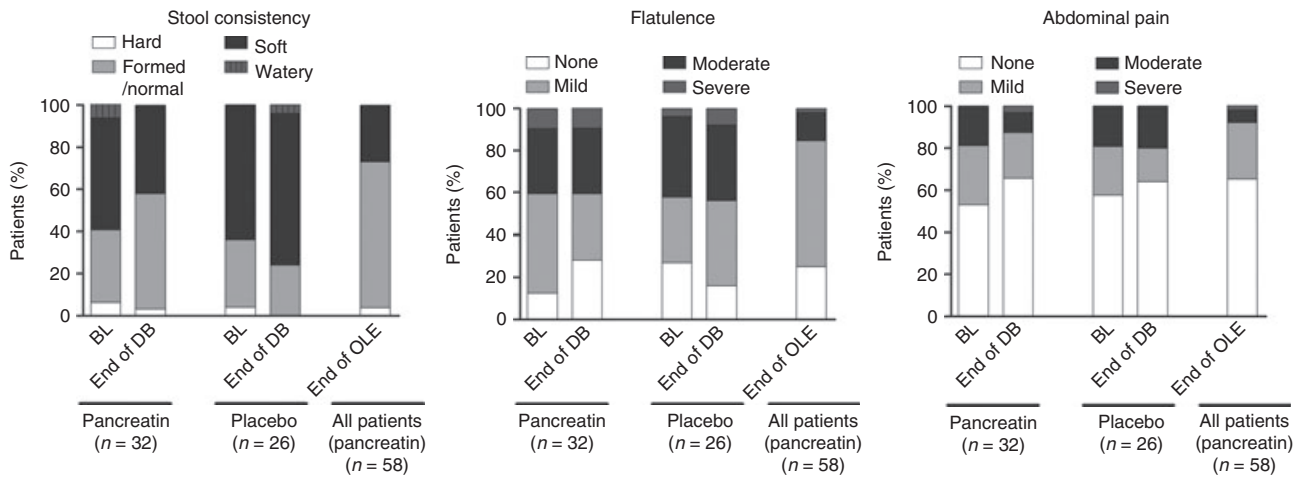 Stool consistency
Hard
Soft
Formed
/normal
Watery
Patients (%)
100
80
60
40
20
0
BL
End of DB
BL
End of DB
End of OLE
Pancreatin
(n = 32)
Placebo
(n = 26)
All patients
(pancreatin)
(n = 58)
Flatulence
None
Moderate
Mild
Severe
Patients (%)
100
80
60
40
20
0
BL
End of DB
BL
End of DB
End of OLE
Pancreatin
(n = 32)
Placebo
(n = 26)
All patients
(pancreatin)
(n = 58)
Abdominal pain
None
Moderate
Mild
Severe
Patients (%)
100
80
60
40
20
0
BL
End of DB
BL
End of DB
End of OLE
Pancreatin
(n = 32)
Placebo
(n = 26)
All patients
(pancreatin)
(n = 58)